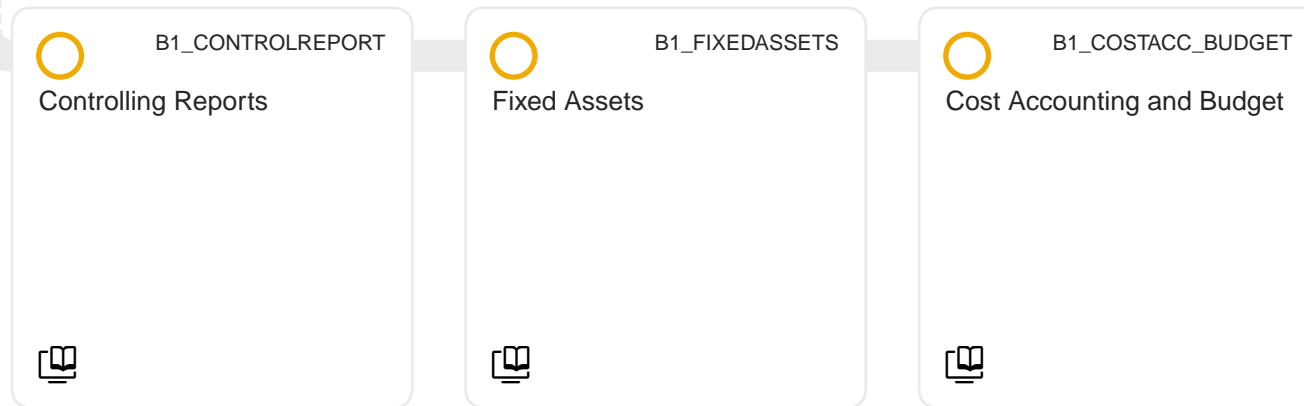 B1_CONTROLREPORT
Controlling Reports
B1_FIXEDASSETS
Fixed Assets
B1_COSTACC_BUDGET
Cost Accounting and Budget